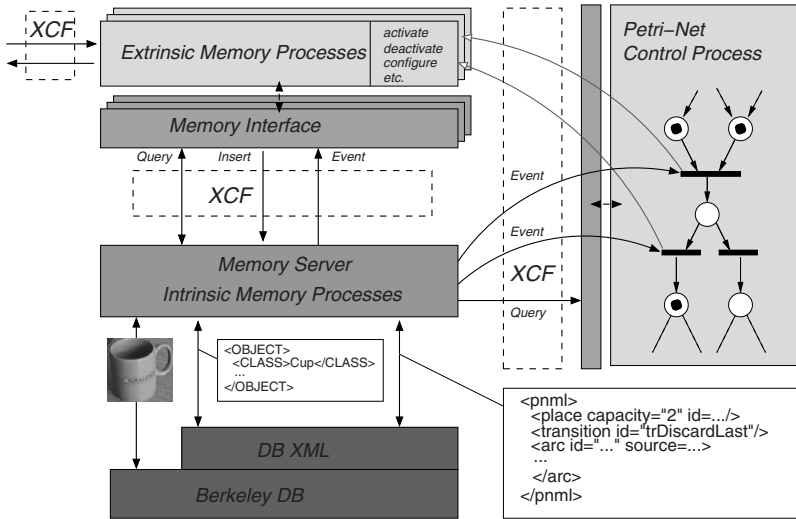 XCF
Extrinsic Memory Processes
activate
deactivate
configure
etc.
Petri-Net
Control Process
Memory Interface
Query
Insert
Event
XCF
Event
Event
XCF
Query
Memory Server
Intrinsic Memory Processes
<OBJECT>
<CLASS>Cup</CLASS>
...
</OBJECT>
<pnml>
<place capacity="2" id=.../>
<transition id="trDiscardLast"/>
<arc id="..." source=...>
...
</arc>
</pnml>
DB XML
Berkeley DB